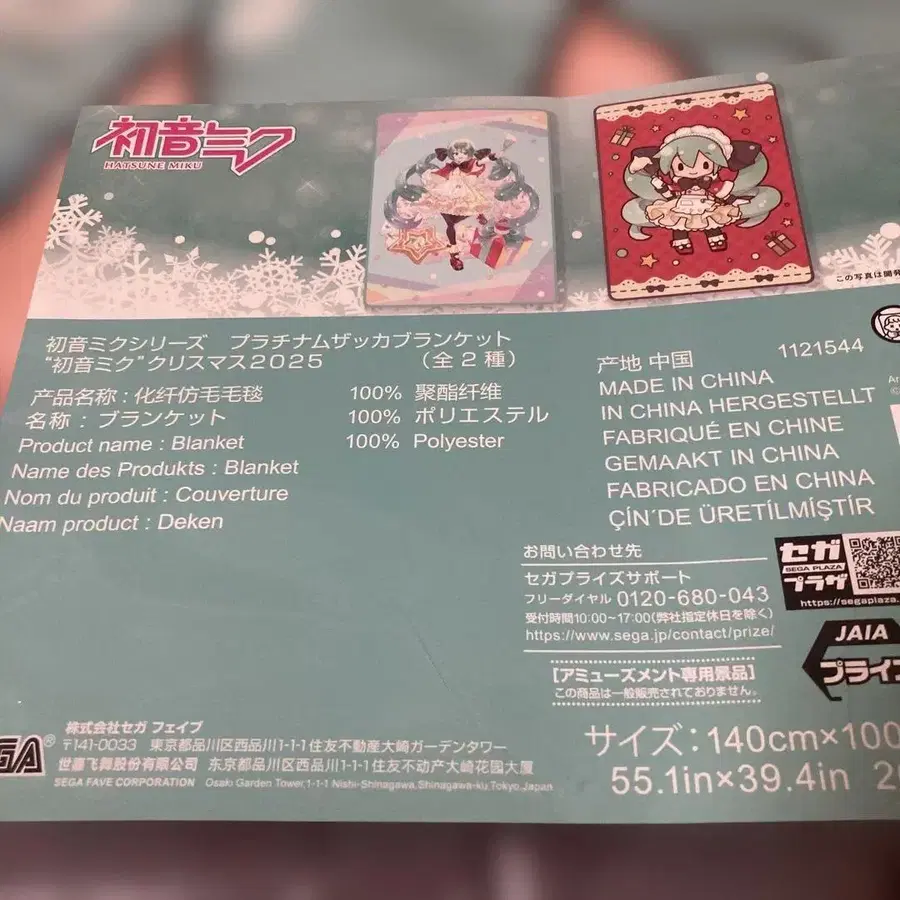 初音ミク
HATSUNE MIKU
この写真は開発
初音ミクシリーズ プラチナムザッカブランケット
“初音ミク”クリスマス2025 (全2種)
产品名称:化纤仿毛毛毯 100% 聚酯纤维
名称:ブランケット 100% ポリエステル
Product name : Blanket 100% Polyester
Name des Produkts : Blanket
Nom du produit : Couverture
Naam product : Deken
产地 中国 1121544
MADE IN CHINA
IN CHINA HERGESTELLT
FABRIQUÉ EN CHINE
GEMAAKT IN CHINA
FABRICADO EN CHINA
ÇİN'DE ÜRETİLMİŞTİR
お問い合わせ先
セガプライズサポート
フリーダイヤル 0120-680-043
受付時間10:00~17:00(弊社指定休日を除く)
https://www.sega.jp/contact/prize/
セガ
SEGA PLAZA
プラザ
https://segaplaza.
JAIA
プライズ
[アミューズメント専用景品]
この商品は一般販売されておりません。
サイズ:140cm×100
55.1in×39.4in 20
GA®
株式会社セガ フェイブ
〒141-0033 東京都品川区西品川1-1-1住友不動産大崎ガーデンタワー
世嘉飞舞股份有限公司 东京都品川区西品川1-1-1住友不动产大崎花园大厦
SEGA FAVE CORPORATION Osaki Garden Tower,1-1-1 Nishi-Shinagawa,Shinagawa-ku,Tokyo,Japan